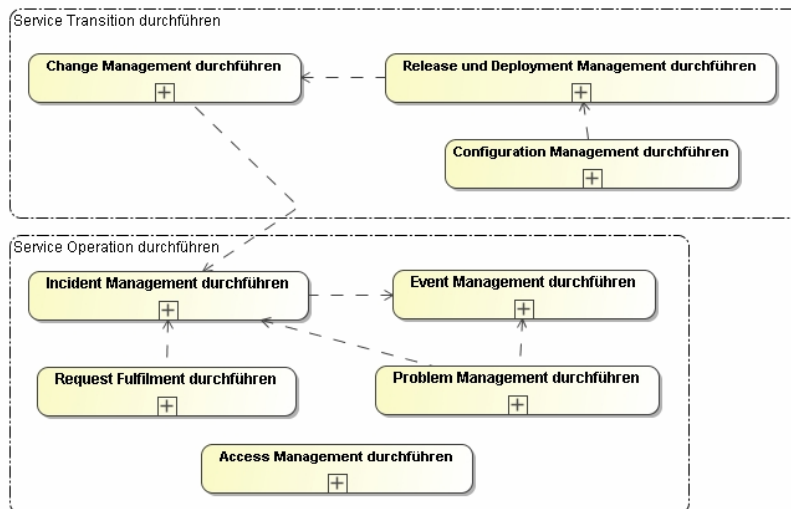 Service Transition durchführen
Change Management durchführen
Release und Deployment Management durchführen
Configuration Management durchführen
Service Operation durchführen
Incident Management durchführen
Event Management durchführen
Request Fulfilment durchführen
Problem Management durchführen
Access Management durchführen